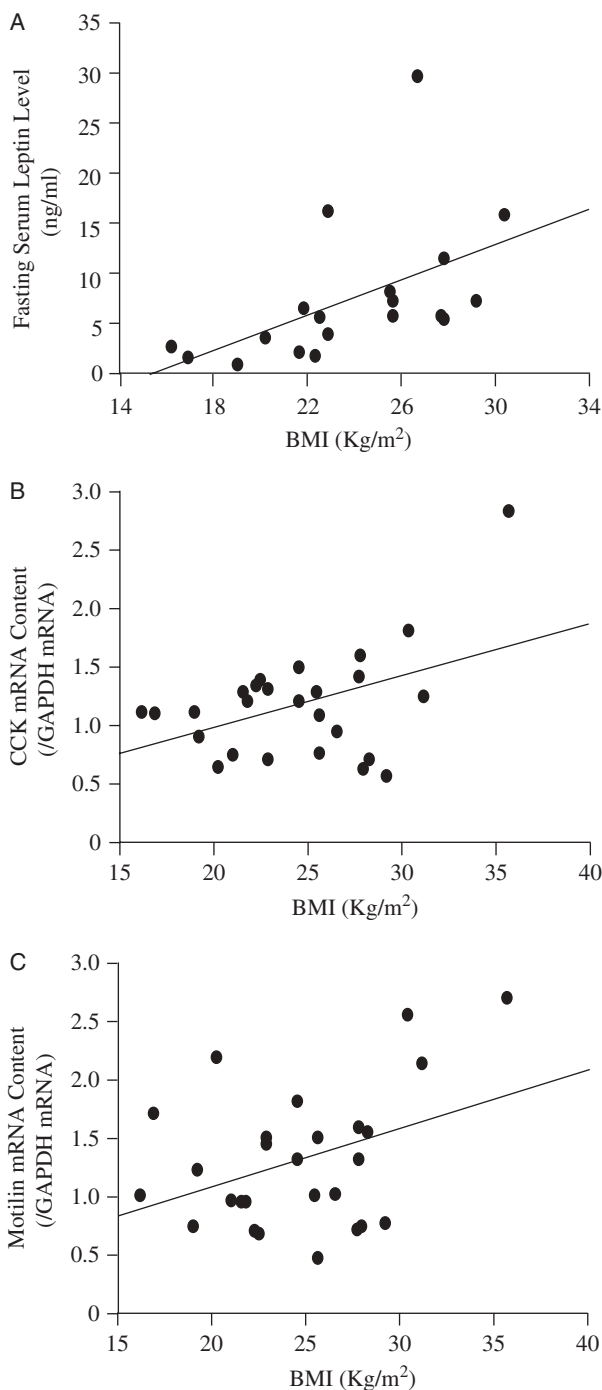 A
Fasting Serum Leptin Level
(ng/ml)
35
30
25
20
15
10
5
0
14 18 22 26 30 34
BMI (Kg/m²)
B
CCK mRNA Content
(/GAPDH mRNA)
3.0
2.5
2.0
1.5
1.0
0.5
0
15 20 25 30 35 40
BMI (Kg/m²)
C
Motilin mRNA Content
(/GAPDH mRNA)
3.0
2.5
2.0
1.5
1.0
0.5
0
15 20 25 30 35 40
BMI (Kg/m²)